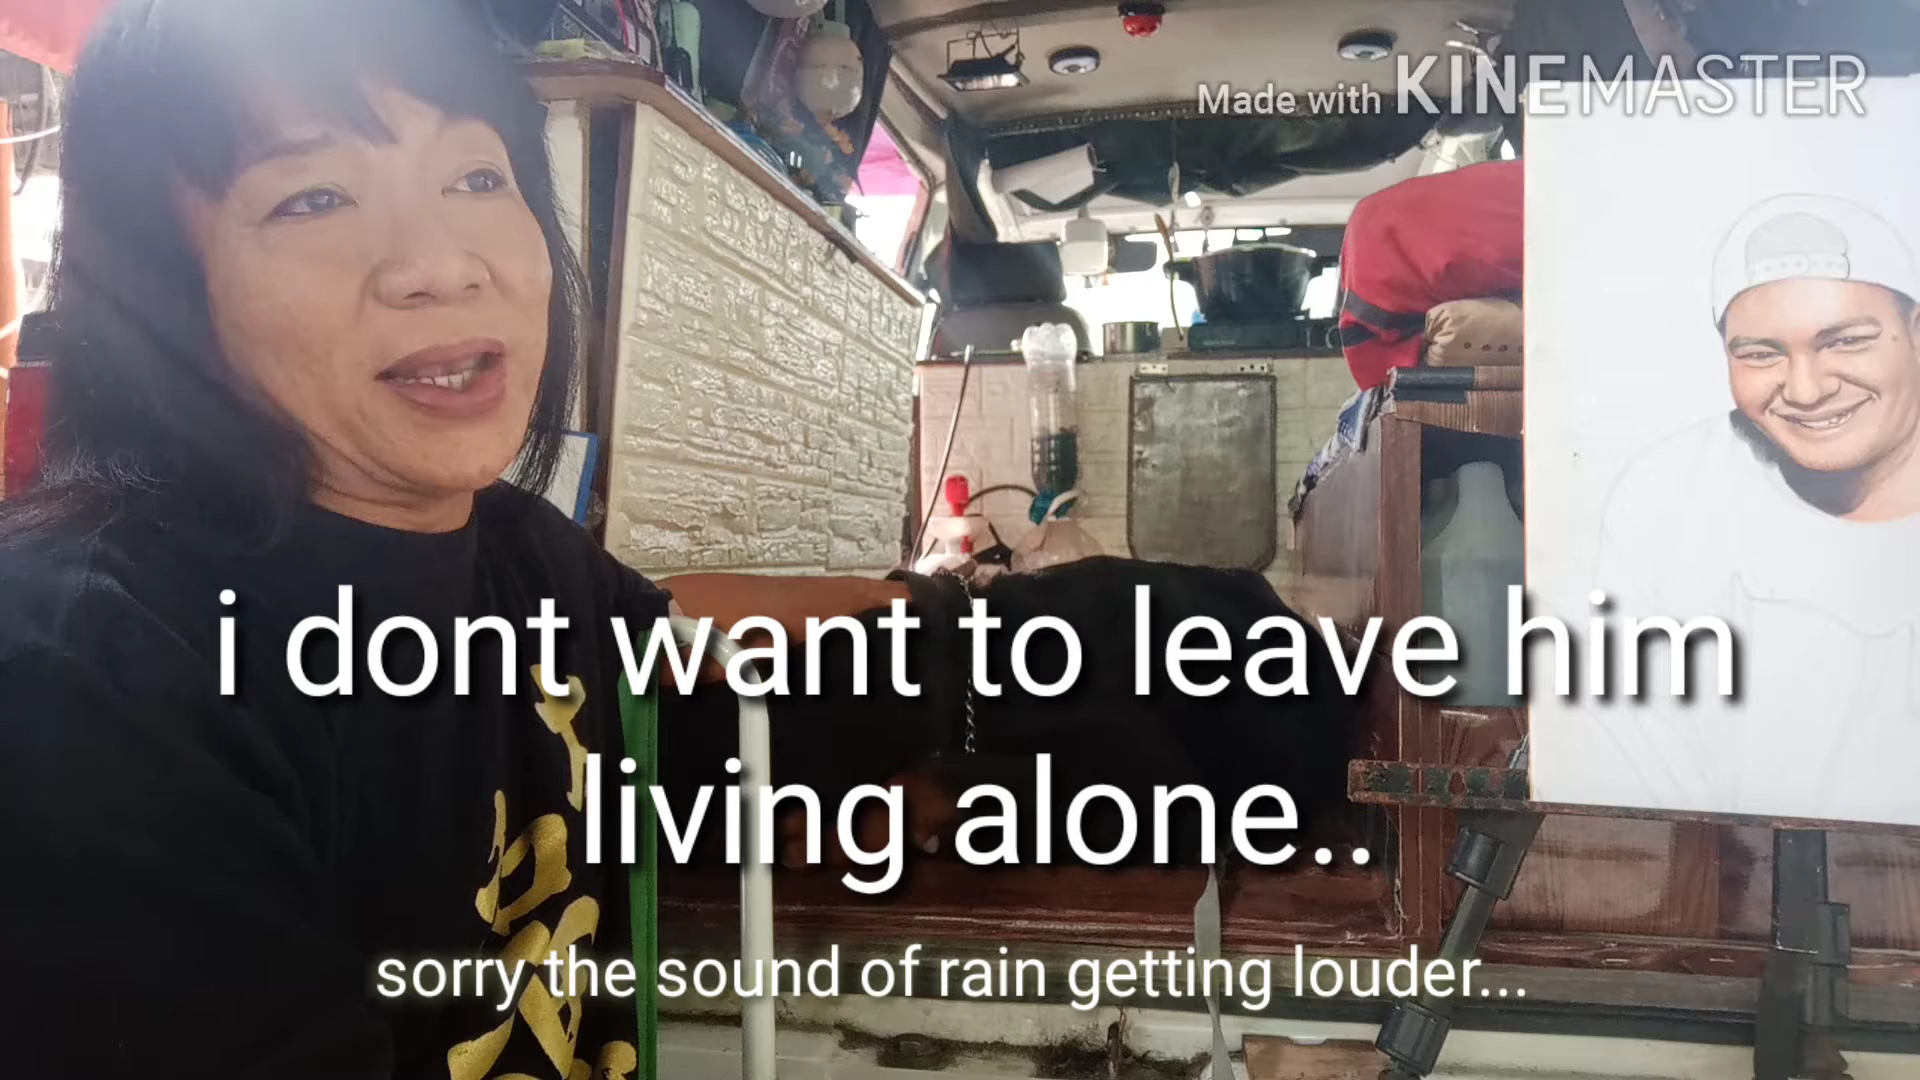 Made with KINEMASTER
i dont want to leave him
living alone..
sorry the sound of rain getting louder...